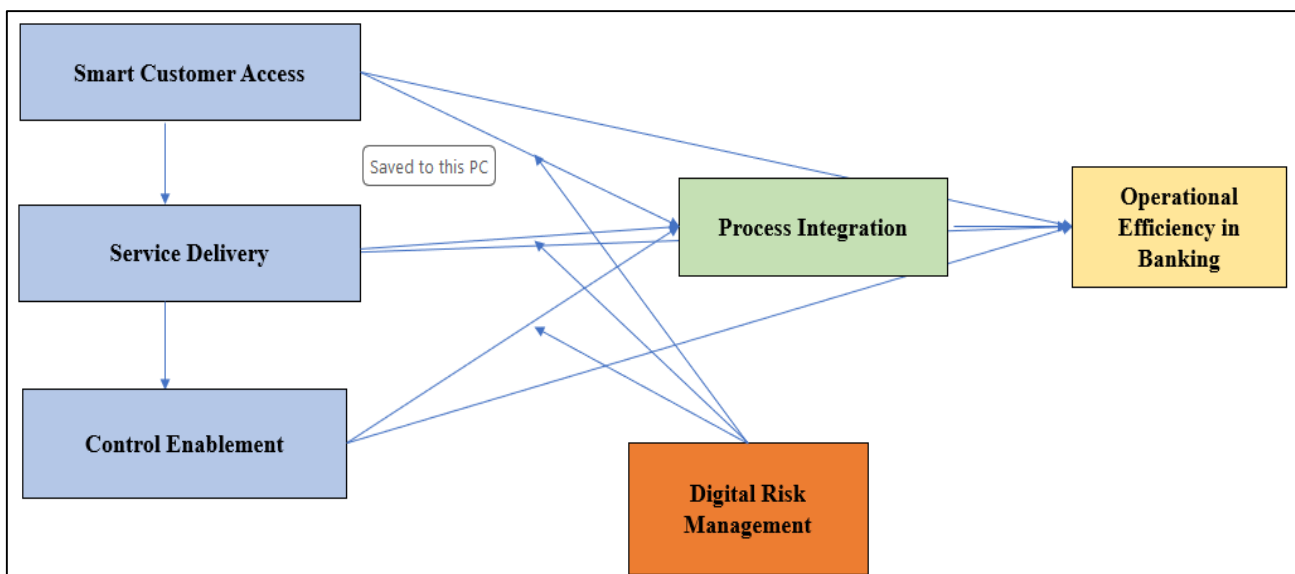 Smart Customer Access
Saved to this PC
Service Delivery
Process Integration
Operational
Efficiency in
Banking
Control Enablement
Digital Risk
Management